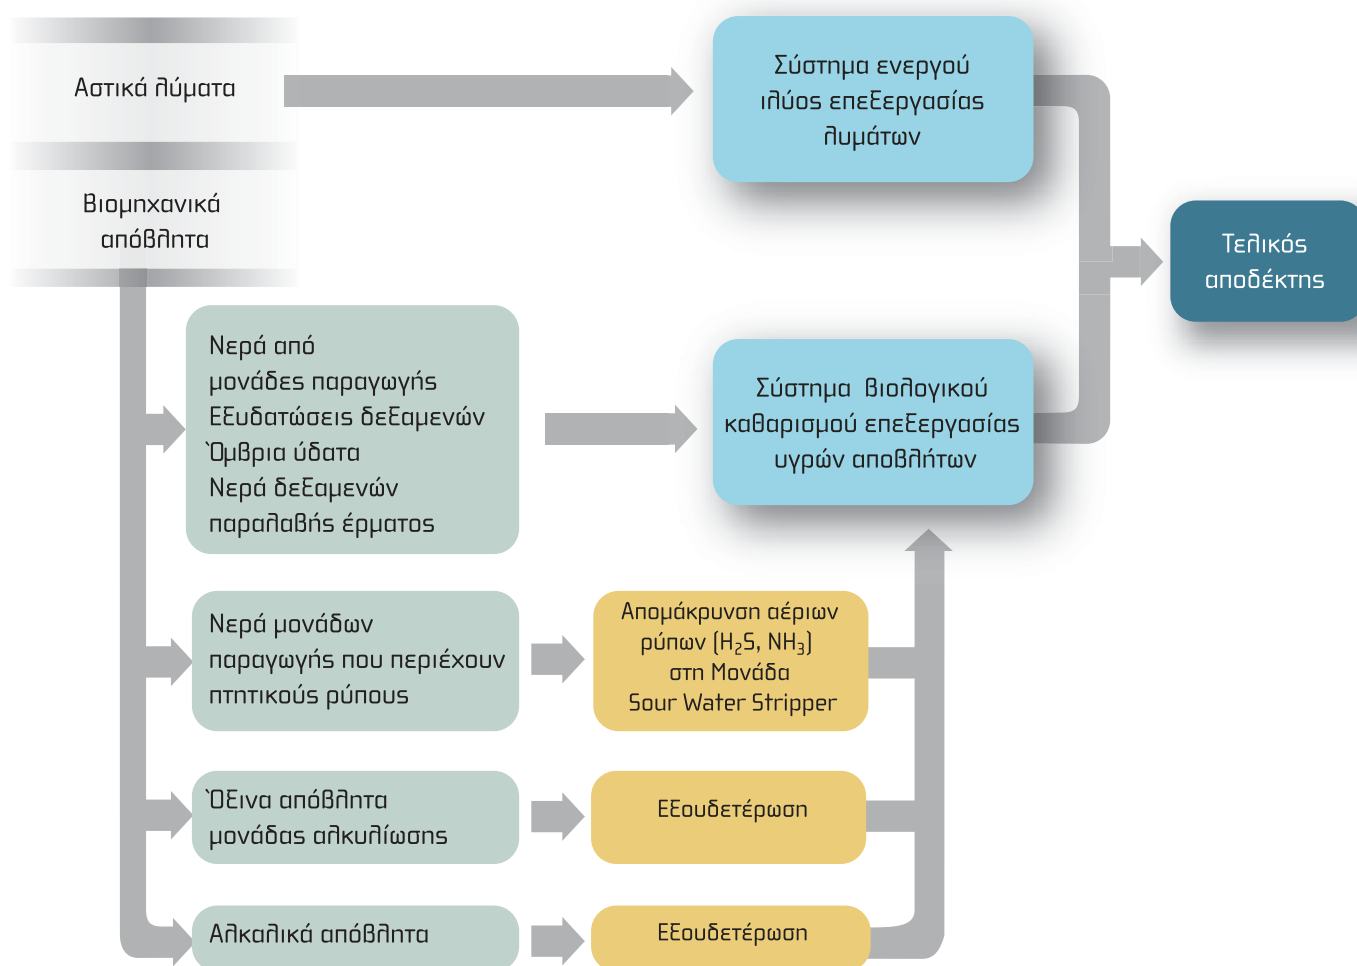 Αστικά λύματα
Σύστημα ενεργού
ιλύος επεξεργασίας
λυμάτων
Βιομηχανικά
απόβλητα
Τελικός
αποδέκτης
Νερά από
μονάδες παραγωγής
Εξυδατώσεις δεξαμενών
Όμβρια ύδατα
Νερά δεξαμενών
παραλαβής έρματος
Σύστημα βιολογικού
καθαρισμού επεξεργασίας
υγρών αποβλήτων
Νερά μονάδων
παραγωγής που περιέχουν
πτητικούς ρύπους
Απομάκρυνση αέριων
ρύπων (H₂S, NH₃)
στη Μονάδα
Sour Water Stripper
Όξινα απόβλητα
μονάδας αλκυλίωσης
Εξουδετέρωση
Αλκαλικά απόβλητα
Εξουδετέρωση